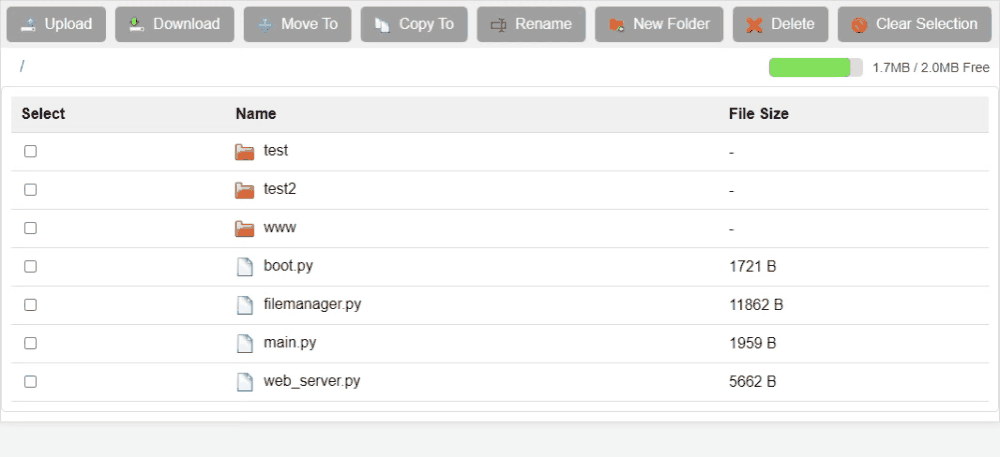 Upload Download Move To Copy To Rename New Folder Delete Clear Selection
/ 1.7MB / 2.0MB Free
Select Name File Size
test -
test2 -
www -
boot.py 1721 B
filemanager.py 11862 B
main.py 1959 B
web_server.py 5662 B